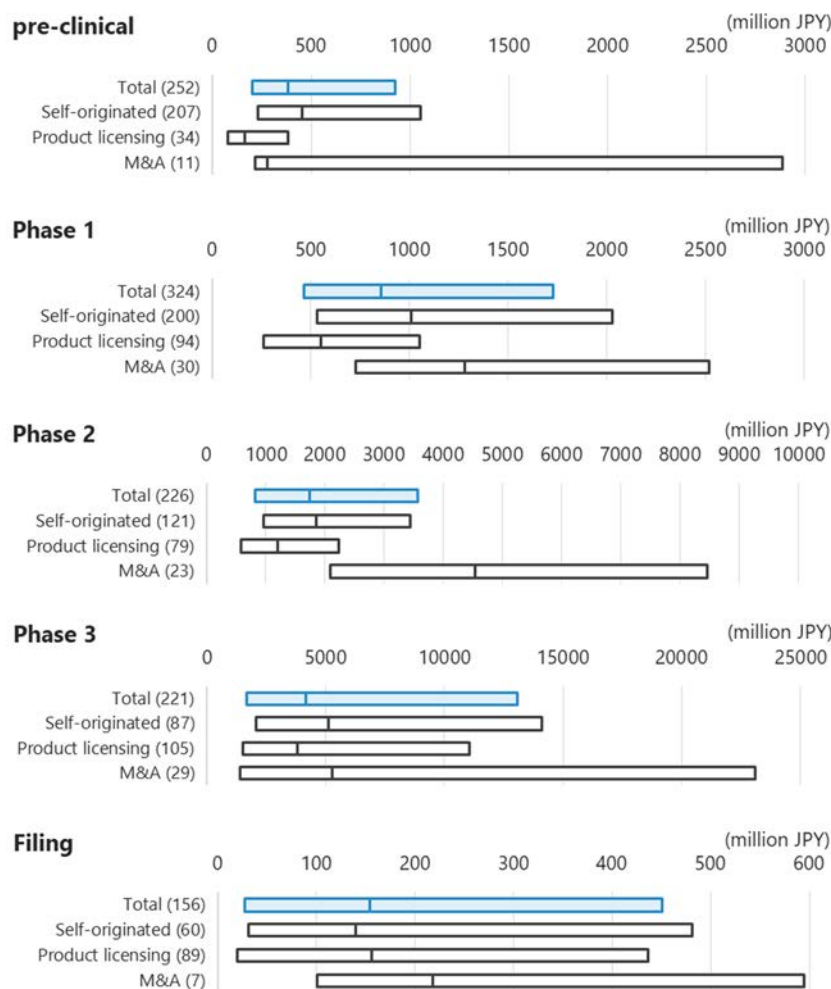 pre-clinical
(million JPY)
0 500 1000 1500 2000 2500 3000
Total (252)
Self-originated (207)
Product licensing (34)
M&A (11)
Phase 1
(million JPY)
0 500 1000 1500 2000 2500 3000
Total (324)
Self-originated (200)
Product licensing (94)
M&A (30)
Phase 2
(million JPY)
0 1000 2000 3000 4000 5000 6000 7000 8000 9000 10000
Total (226)
Self-originated (121)
Product licensing (79)
M&A (23)
Phase 3
(million JPY)
0 5000 10000 15000 20000 25000
Total (221)
Self-originated (87)
Product licensing (105)
M&A (29)
Filing
(million JPY)
0 100 200 300 400 500 600
Total (156)
Self-originated (60)
Product licensing (89)
M&A (7)